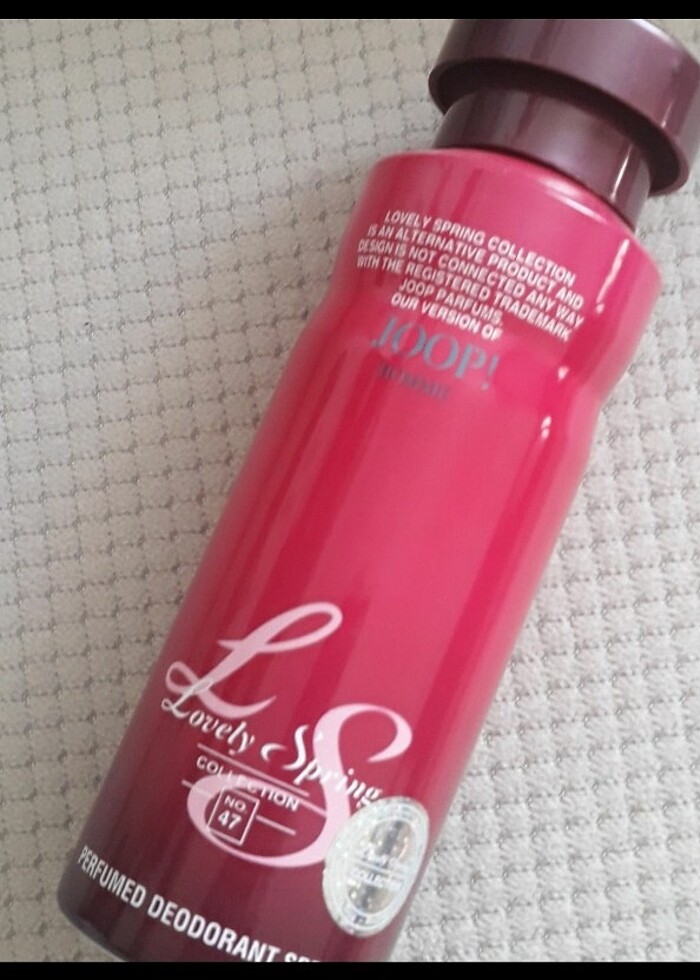 LOVELY SPRING COLLECTION
IS AN ALTERNATIVE PRODUCT AND
DESIGN IS NOT CONNECTED ANY WAY
WITH THE REGISTERED TRADEMARK
JOOP PARFUMS.
OUR VERSION OF
JOOP!
HOMME
L S
Lovely Spring
COLLECTION
NO
47
PERFUMED DEODORANT